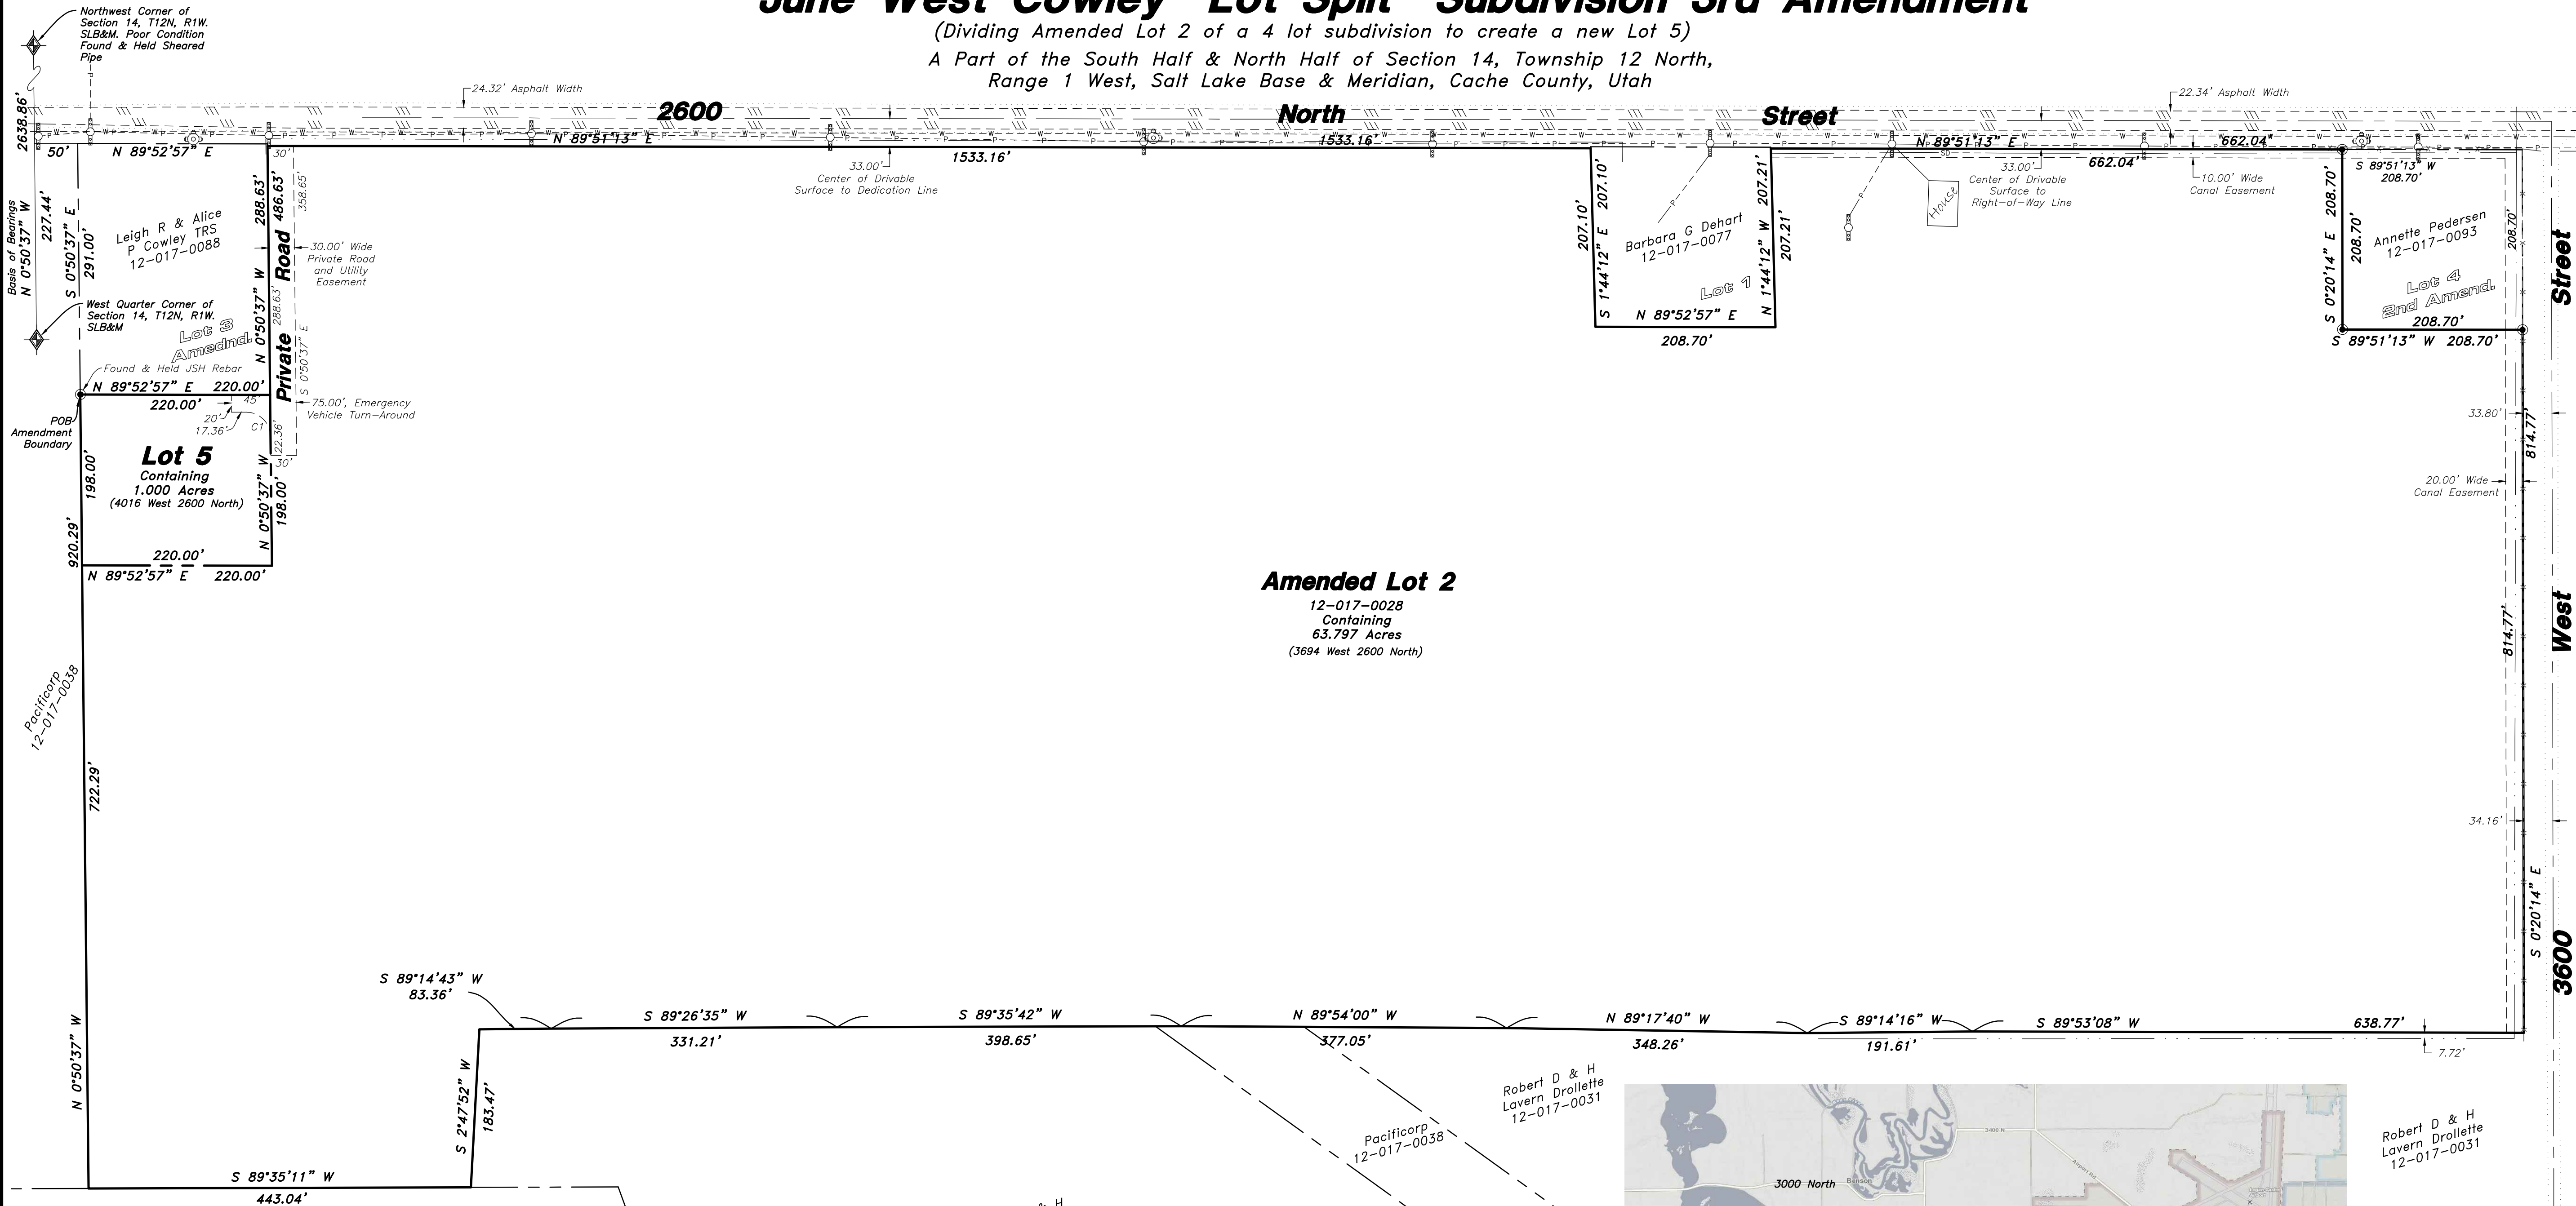 June West Cowley "Lot Split" Subdivision 3rd Amendment
(Dividing Amended Lot 2 of a 4 lot subdivision to create a new Lot 5)
A Part of the South Half & North Half of Section 14, Township 12 North,
Range 1 West, Salt Lake Base & Meridian, Cache County, Utah
Northwest Corner of
Section 14, T12N, R1W.
SLB&M. Poor Condition
Found & Held Sheared
Pipe
2638.86'
24.32' Asphalt Width
2600
North
Street
22.34' Asphalt Width
50'
N 89°52'57" E
30'
N 89°51'13" E
1533.16'
1533.16'
33.00'
Center of Drivable
Surface to Dedication Line
N 89°51'13" E
662.04'
662.04'
SD
33.00'
Center of Drivable
Surface to
Right-of-Way Line
10.00' Wide
Canal Easement
S 89°51'13" W
208.70'
Basis of Bearings
N 0°50'37" W
227.44'
S 0°50'37" E
291.00'
Leigh R & Alice
P Cowley TRS
12-017-0088
288.63'
486.63'
358.65'
N 0°50'37" W
288.63'
S 0°50'37" E
Private Road
30.00' Wide
Private Road
and Utility
Easement
West Quarter Corner of
Section 14, T12N, R1W.
SLB&M
Lot 3
Amednd.
Found & Held JSH Rebar
N 89°52'57" E 220.00'
220.00'
45'
20'
17.36'
C1
22.36'
30'
75.00', Emergency
Vehicle Turn-Around
POB
Amendment
Boundary
Lot 5
Containing
1.000 Acres
(4016 West 2600 North)
198.00'
N 0°50'37" W
198.00'
920.29'
220.00'
N 89°52'57" E 220.00'
207.10'
S 1°44'12" E 207.10'
Barbara G Dehart
12-017-0077
Lot 1
N 1°44'12" W 207.21'
207.21'
N 89°52'57" E
208.70'
House
S 0°20'14" E 208.70'
208.70'
Annette Pedersen
12-017-0093
208.70'
Lot 4
2nd Amend.
208.70'
S 89°51'13" W 208.70'
Street
33.80'
814.77'
20.00' Wide
Canal Easement
Amended Lot 2
12-017-0028
Containing
63.797 Acres
(3694 West 2600 North)
814.77'
West
Pacificorp
12-017-0038
722.29'
34.16'
S 0°20'14" E
3600
S 89°14'43" W
83.36'
S 89°26'35" W
331.21'
S 89°35'42" W
398.65'
N 89°54'00" W
377.05'
N 89°17'40" W
348.26'
S 89°14'16" W
191.61'
S 89°53'08" W
638.77'
7.72'
N 0°50'37" W
S 2°47'52" W
183.47'
S 89°35'11" W
443.04'
Robert D & H
Lavern Drollette
12-017-0031
Pacificorp
12-017-0038
& H
3400 N
Airport Rd
3000 North
Benson
Robert D & H
Lavern Drollette
12-017-0031